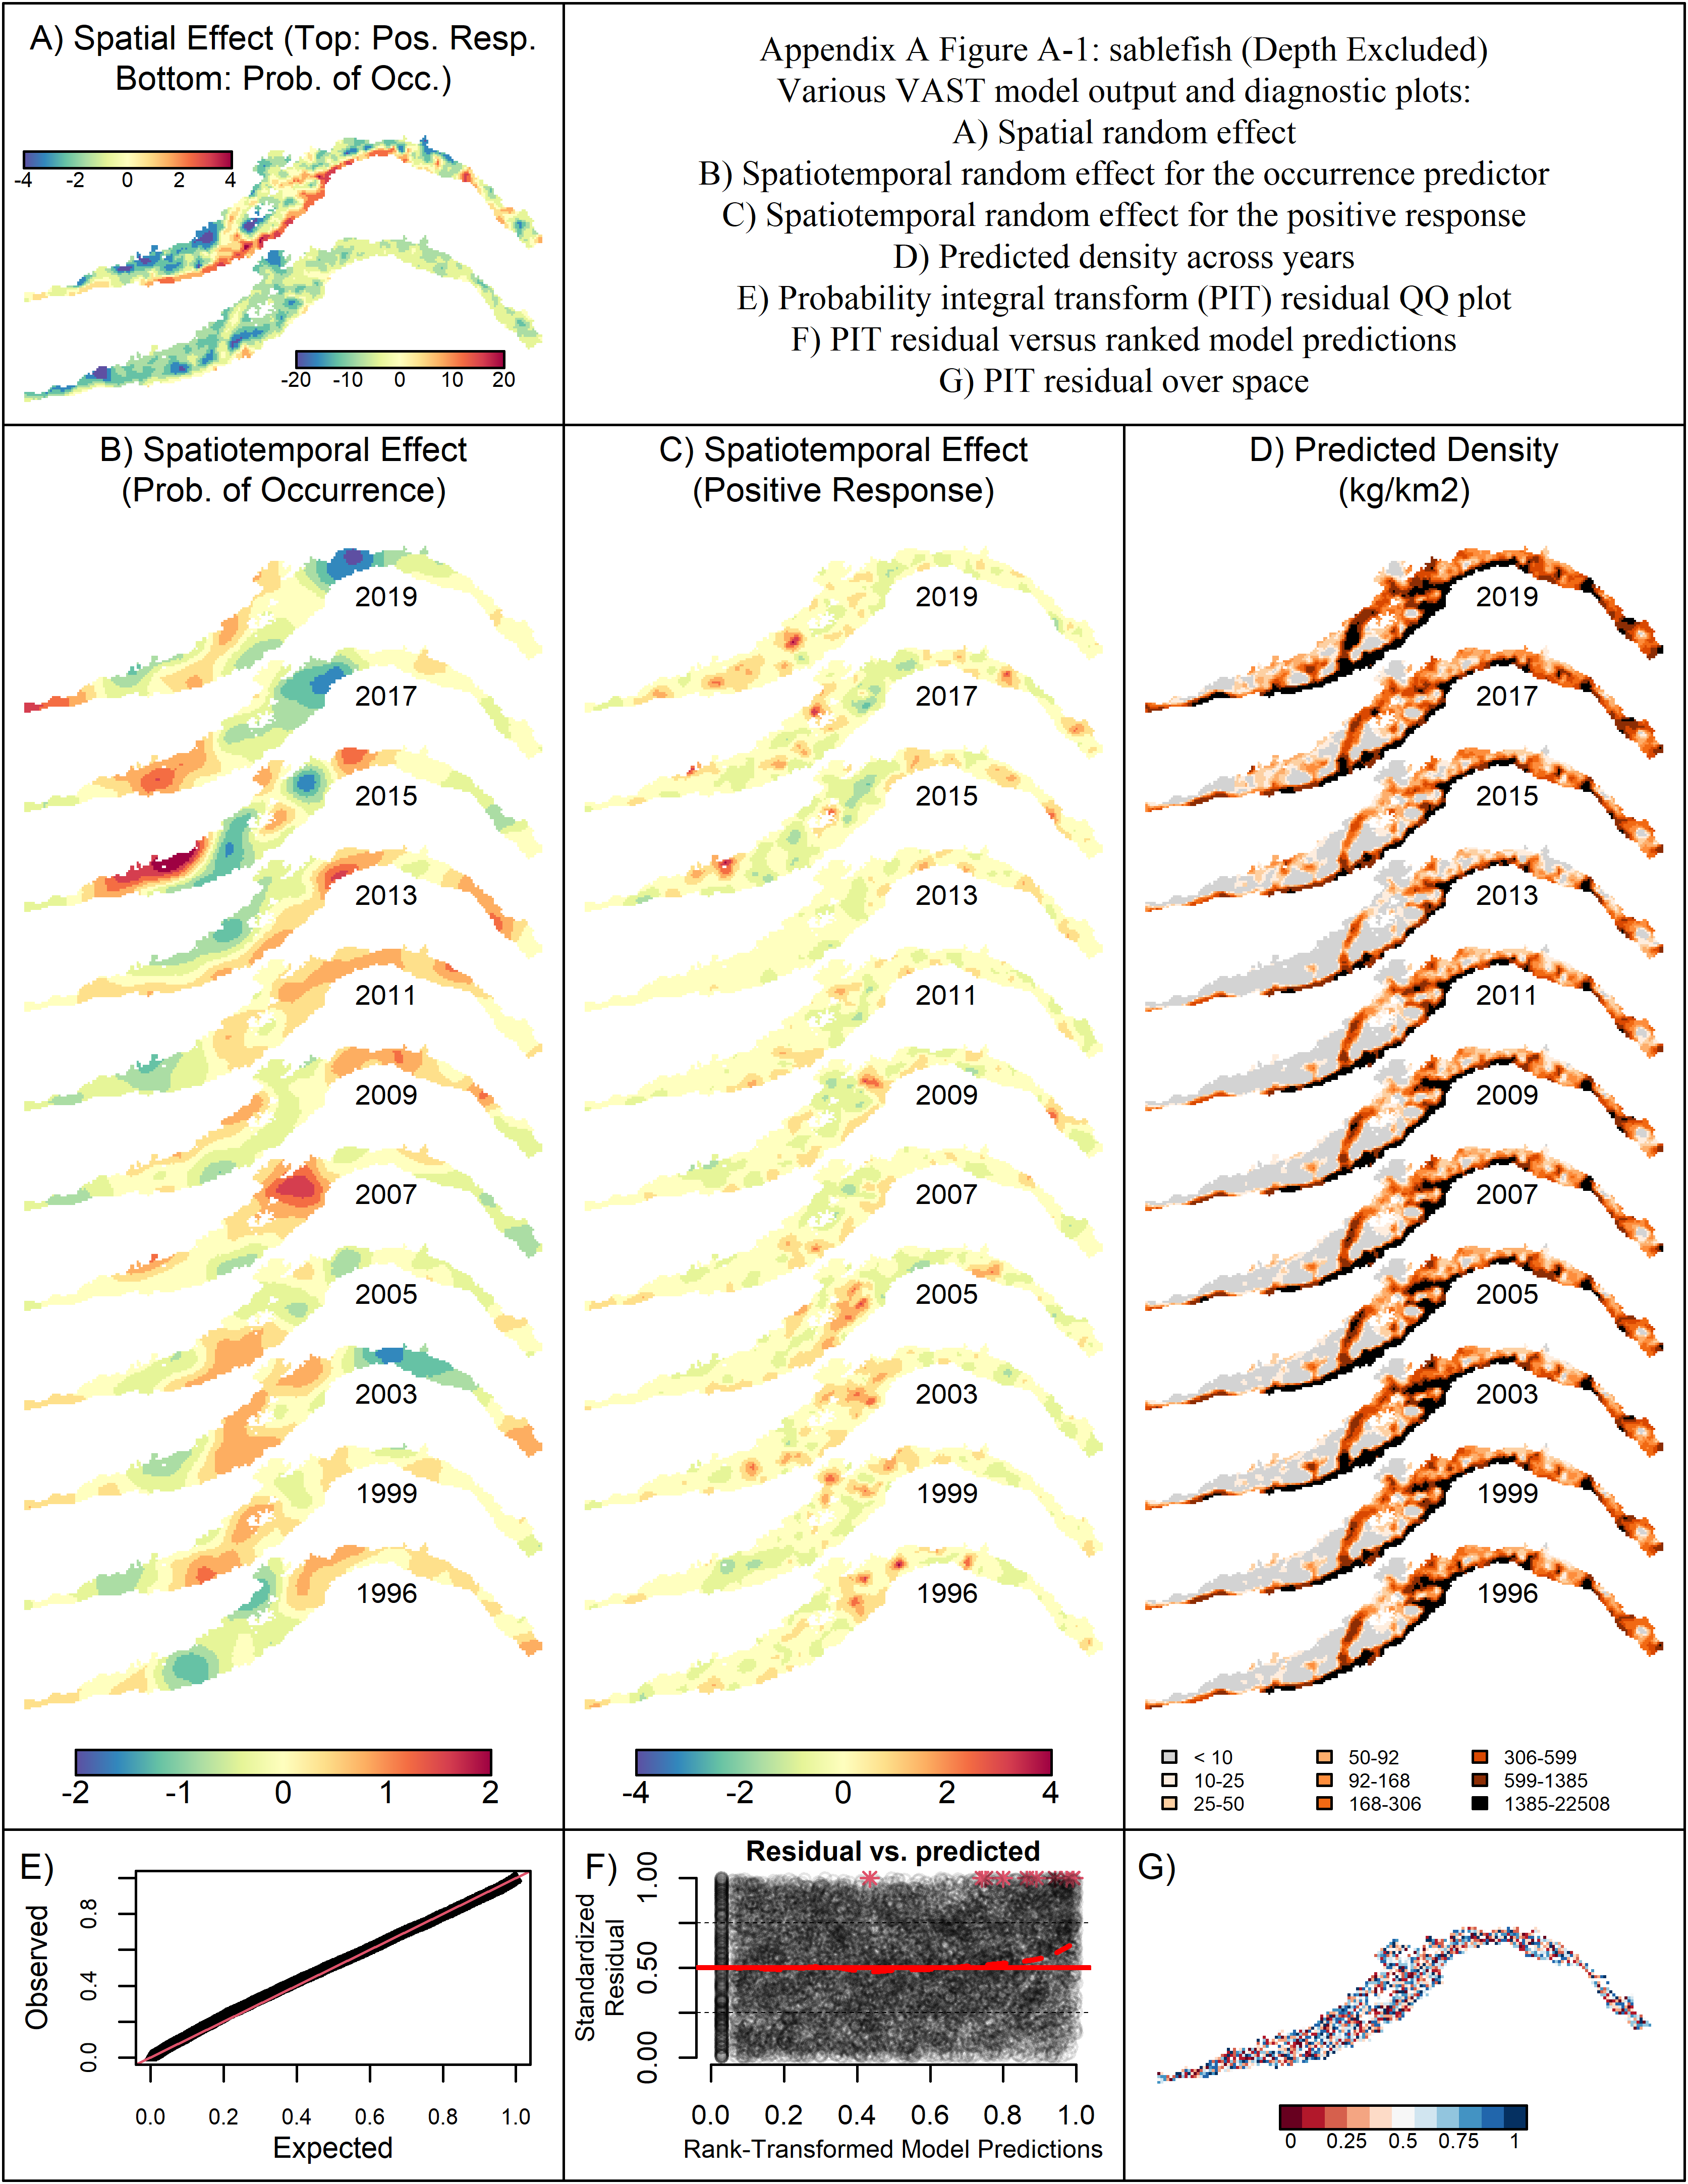 A) Spatial Effect (Top: Pos. Resp.
Bottom: Prob. of Occ.)
-4 -2 0 2 4
-20 -10 0 10 20
Appendix A Figure A-1: sablefish (Depth Excluded)
Various VAST model output and diagnostic plots:
A) Spatial random effect
B) Spatiotemporal random effect for the occurrence predictor
C) Spatiotemporal random effect for the positive response
D) Predicted density across years
E) Probability integral transform (PIT) residual QQ plot
F) PIT residual versus ranked model predictions
G) PIT residual over space
B) Spatiotemporal Effect
(Prob. of Occurrence)
2019
2017
2015
2013
2011
2009
2007
2005
2003
1999
1996
-2 -1 0 1 2
C) Spatiotemporal Effect
(Positive Response)
2019
2017
2015
2013
2011
2009
2007
2005
2003
1999
1996
-4 -2 0 2 4
D) Predicted Density
(kg/km2)
2019
2017
2015
2013
2011
2009
2007
2005
2003
1999
1996
< 10
10-25
25-50
50-92
92-168
168-306
306-599
599-1385
1385-22508
E)
Observed
0.0 0.4 0.8
0.0 0.2 0.4 0.6 0.8 1.0
Expected
F)
Residual vs. predicted
Standardized
Residual
0.00 0.50 1.00
0.0 0.2 0.4 0.6 0.8 1.0
Rank-Transformed Model Predictions
G)
0 0.25 0.5 0.75 1